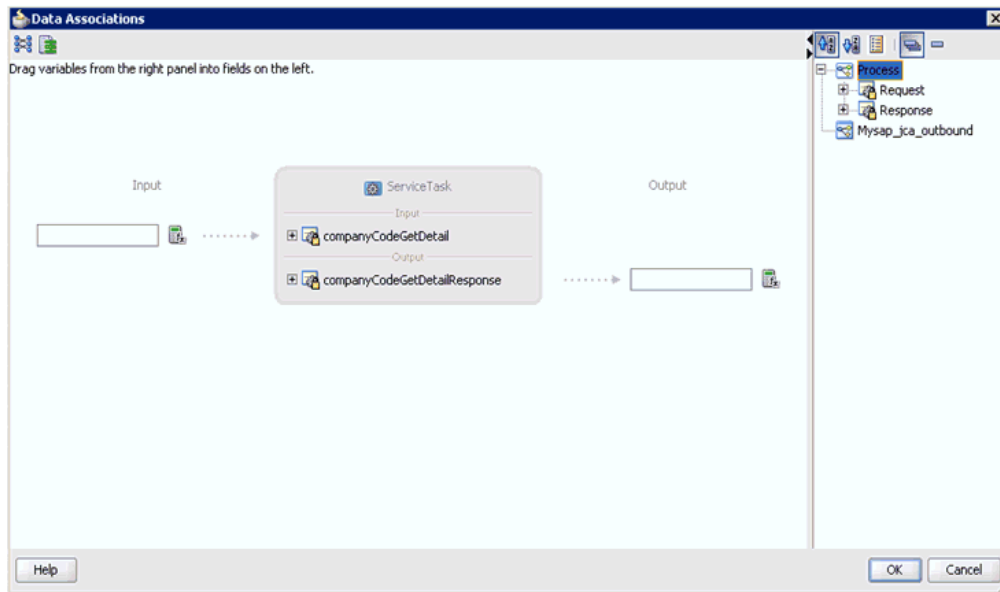 Data Associations
Drag variables from the right panel into fields on the left.
Process
Request
Response
Mysap_jca_outbound
Input
ServiceTask
Output
Input
companyCodeGetDetail
Output
companyCodeGetDetailResponse
Help
OK
Cancel